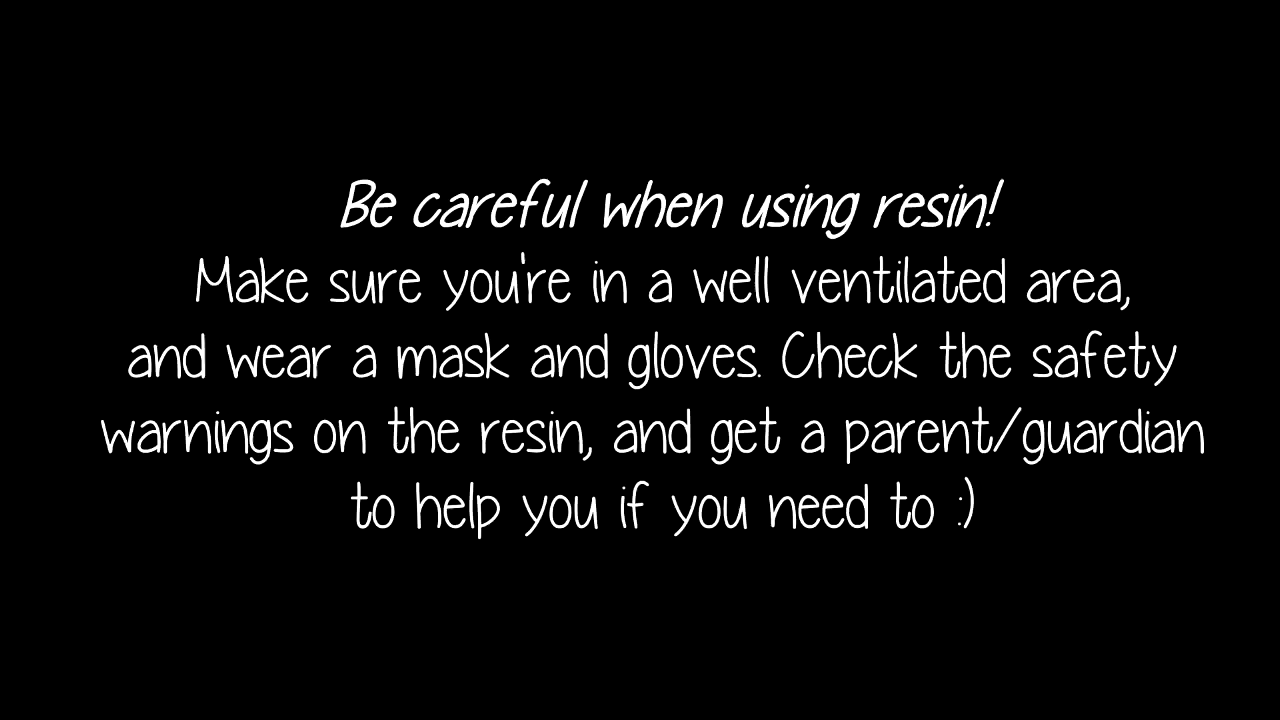 Be careful when using resin!
Make sure you're in a well ventilated area,
and wear a mask and gloves. Check the safety
warnings on the resin, and get a parent/guardian
to help you if you need to :)